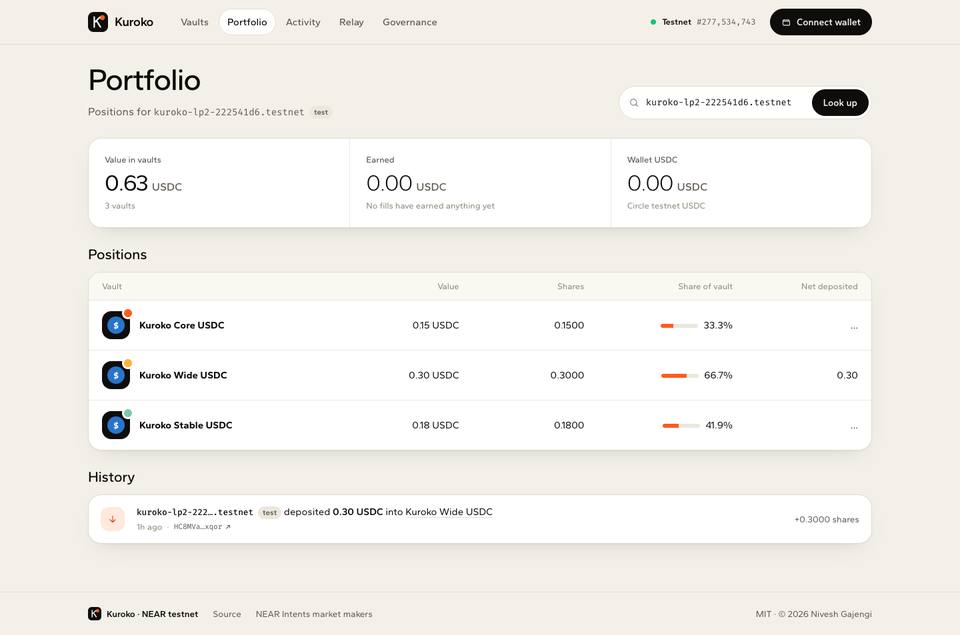 Kuroko Vaults Portfolio Activity Relay Governance Testnet #277,534,743 Connect wallet
Portfolio
Positions for kuroko-lp2-222541d6.testnet test
kuroko-lp2-222541d6.testnet Look up
Value in vaults Earned Wallet USDC
0.63 USDC 0.00 USDC 0.00 USDC
3 vaults No fills have earned anything yet Circle testnet USDC
Positions
Vault Value Shares Share of vault Net deposited
$ Kuroko Core USDC 0.15 USDC 0.1500 33.3% ...
$ Kuroko Wide USDC 0.30 USDC 0.3000 66.7% 0.30
$ Kuroko Stable USDC 0.18 USDC 0.1800 41.9% ...
History
kuroko-lp2-222….testnet test deposited 0.30 USDC into Kuroko Wide USDC
1h ago · HC8MVa…xqor ↗
+0.3000 shares
Kuroko · NEAR testnet Source NEAR Intents market makers MIT · © 2026 Nivesh Gajengi